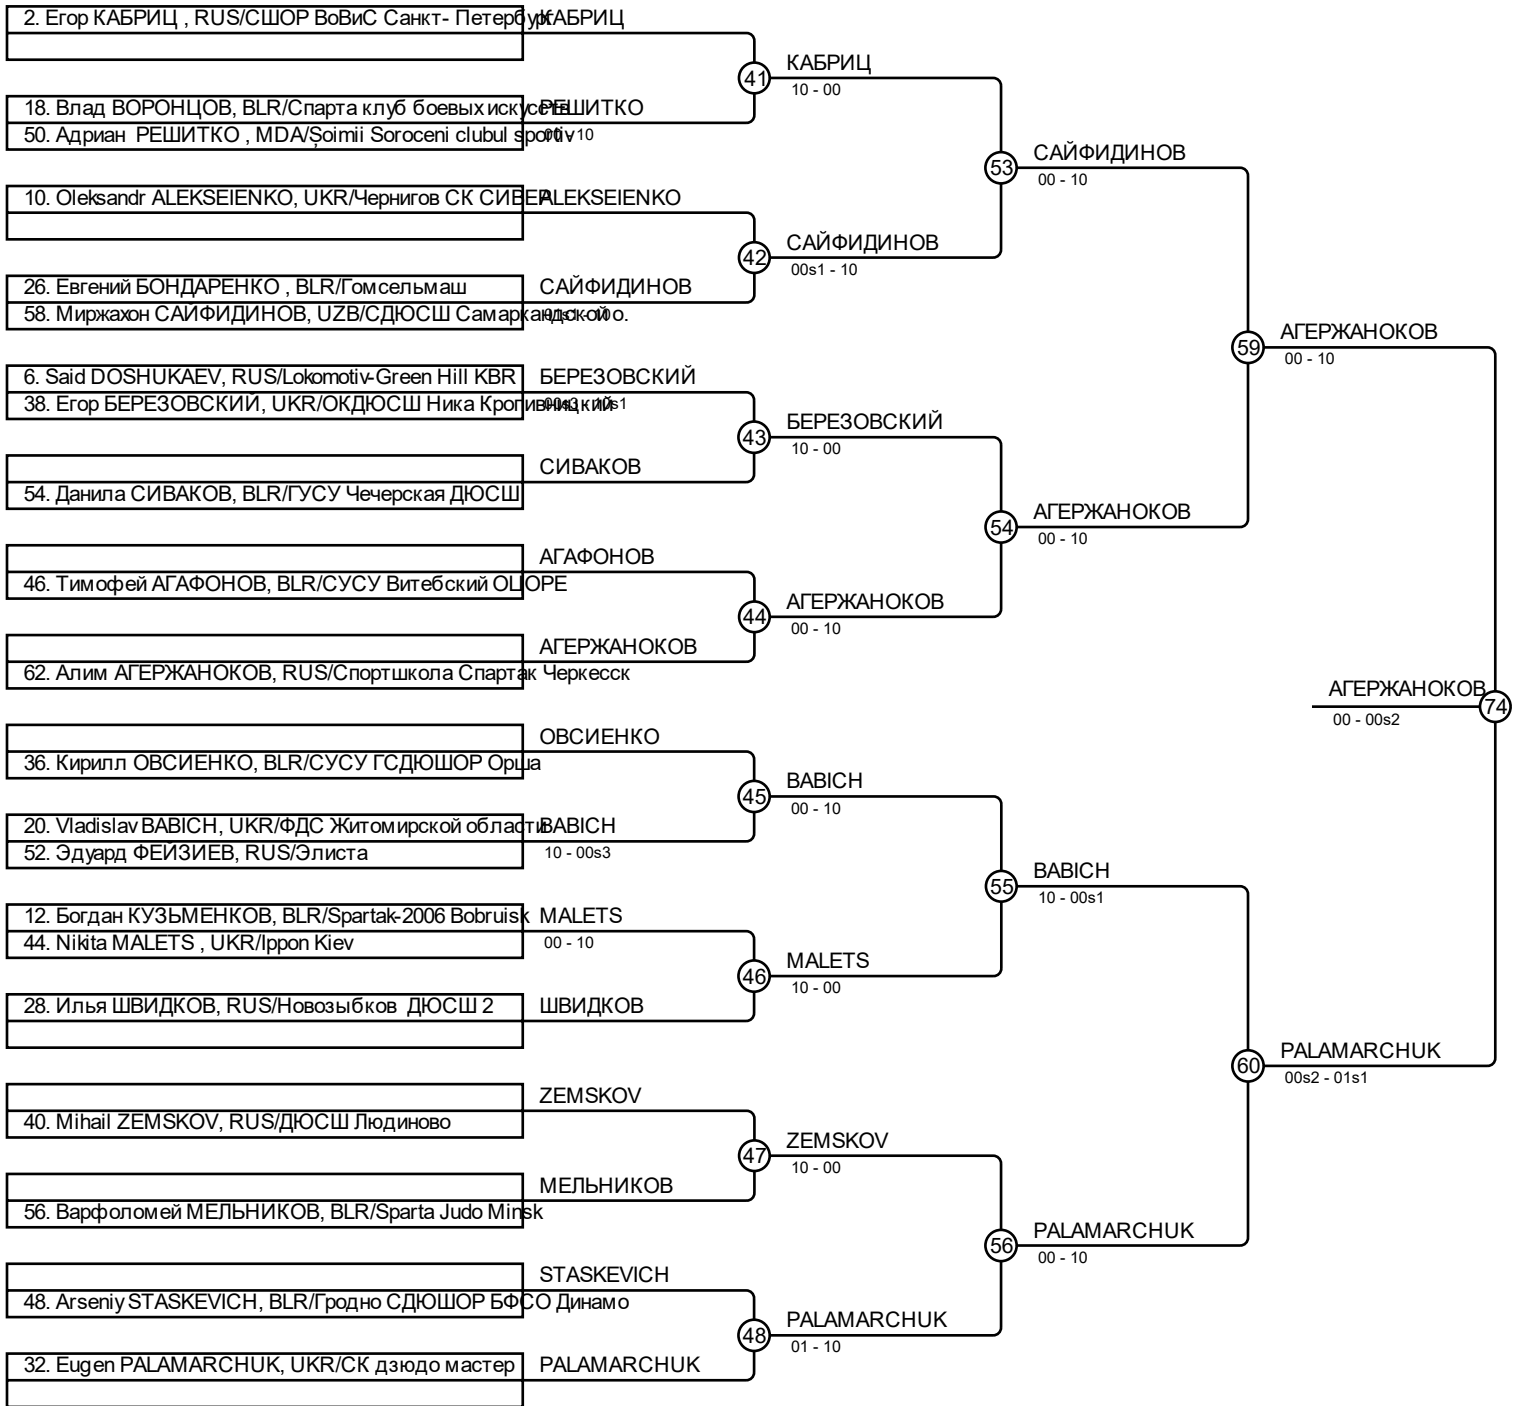 2. Егор КАБРИЦ , RUS/СШОР ВоВиС Санкт- Петербург
КАБРИЦ
41
КАБРИЦ
10 - 00
18. Влад ВОРОНЦОВ, BLR/Спарта клуб боевых искусств
РЕШИТКО
50. Адриан РЕШИТКО , MDA/Șoimii Soroceni clubul sportiv
00 - 10
53
САЙФИДИНОВ
00 - 10
10. Oleksandr ALEKSEIENKO, UKR/Чернигов СК СИВЕР
ALEKSEIENKO
42
САЙФИДИНОВ
00s1 - 10
26. Евгений БОНДАРЕНКО , BLR/Гомсельмаш
САЙФИДИНОВ
58. Миржахон САЙФИДИНОВ, UZB/СДЮСШ Самаркандской о.
59
АГЕРЖАНОКОВ
00 - 10
6. Said DOSHUKAEV, RUS/Lokomotiv-Green Hill KBR
БЕРЕЗОВСКИЙ
38. Егор БЕРЕЗОВСКИЙ, UKR/ОКДЮСШ Ника Кропивницкий
00s3 - 10s1
43
БЕРЕЗОВСКИЙ
10 - 00
СИВАКОВ
54. Данила СИВАКОВ, BLR/ГУСУ Чечерская ДЮСШ
54
АГЕРЖАНОКОВ
00 - 10
АГАФОНОВ
46. Тимофей АГАФОНОВ, BLR/СУСУ Витебский ОЦОРЕ
44
АГЕРЖАНОКОВ
00 - 10
АГЕРЖАНОКОВ
62. Алим АГЕРЖАНОКОВ, RUS/Спортшкола Спартак Черкесск
АГЕРЖАНОКОВ
74
00 - 00s2
ОВСИЕНКО
36. Кирилл ОВСИЕНКО, BLR/СУСУ ГСДЮШОР Орша
45
BABICH
00 - 10
20. Vladislav BABICH, UKR/ФДС Житомирской области
BABICH
52. Эдуард ФЕЙЗИЕВ, RUS/Элиста
10 - 00s3
55
BABICH
10 - 00s1
12. Богдан КУЗЬМЕНКОВ, BLR/Spartak-2006 Bobruisk
MALETS
44. Nikita MALETS , UKR/Ippon Kiev
00 - 10
46
MALETS
10 - 00
28. Илья ШВИДКОВ, RUS/Новозыбков ДЮСШ 2
ШВИДКОВ
60
PALAMARCHUK
00s2 - 01s1
ZEMSKOV
40. Mihail ZEMSKOV, RUS/ДЮСШ Людиново
47
ZEMSKOV
10 - 00
МЕЛЬНИКОВ
56. Варфоломей МЕЛЬНИКОВ, BLR/Sparta Judo Minsk
56
PALAMARCHUK
00 - 10
STASKEVICH
48. Arseniy STASKEVICH, BLR/Гродно СДЮШОР БФСО Динамо
48
PALAMARCHUK
01 - 10
32. Eugen PALAMARCHUK, UKR/СК дзюдо мастер
PALAMARCHUK